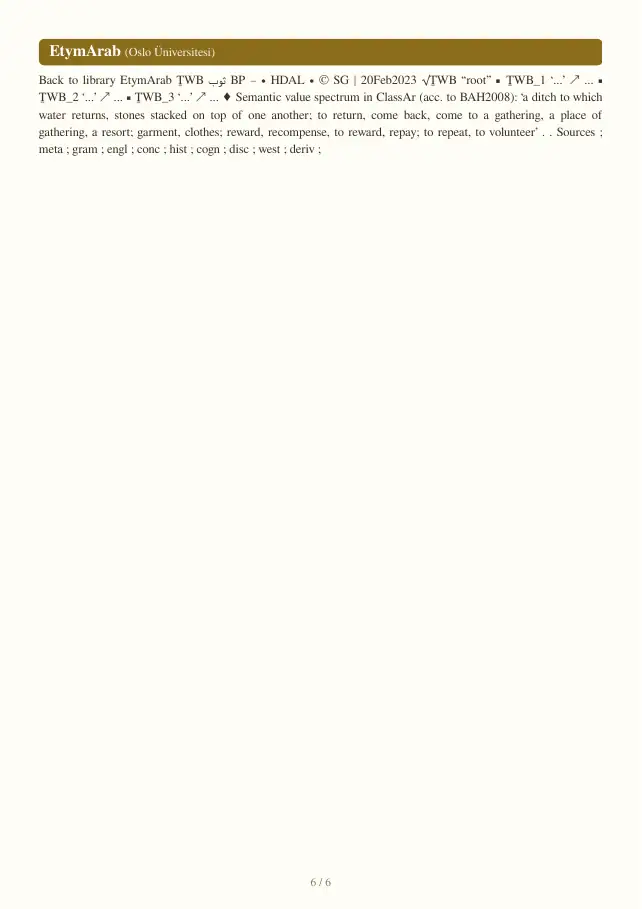 EtymArab (Oslo Üniversitesi)
Back to library EtymArab ṮWB ثوب BP – • HDAL • © SG | 20Feb2023 √ṮWB “root” ▪ ṮWB_1 ‘...’ ↗ ... ▪
ṮWB_2 ‘...’ ↗ ... ▪ ṮWB_3 ‘...’ ↗ ... ♦ Semantic value spectrum in ClassAr (acc. to BAH2008): ‘a ditch to which
water returns, stones stacked on top of one another; to return, come back, come to a gathering, a place of
gathering, a resort; garment, clothes; reward, recompense, to reward, repay; to repeat, to volunteer’ . . Sources ;
meta ; gram ; engl ; conc ; hist ; cogn ; disc ; west ; deriv ;
6 / 6